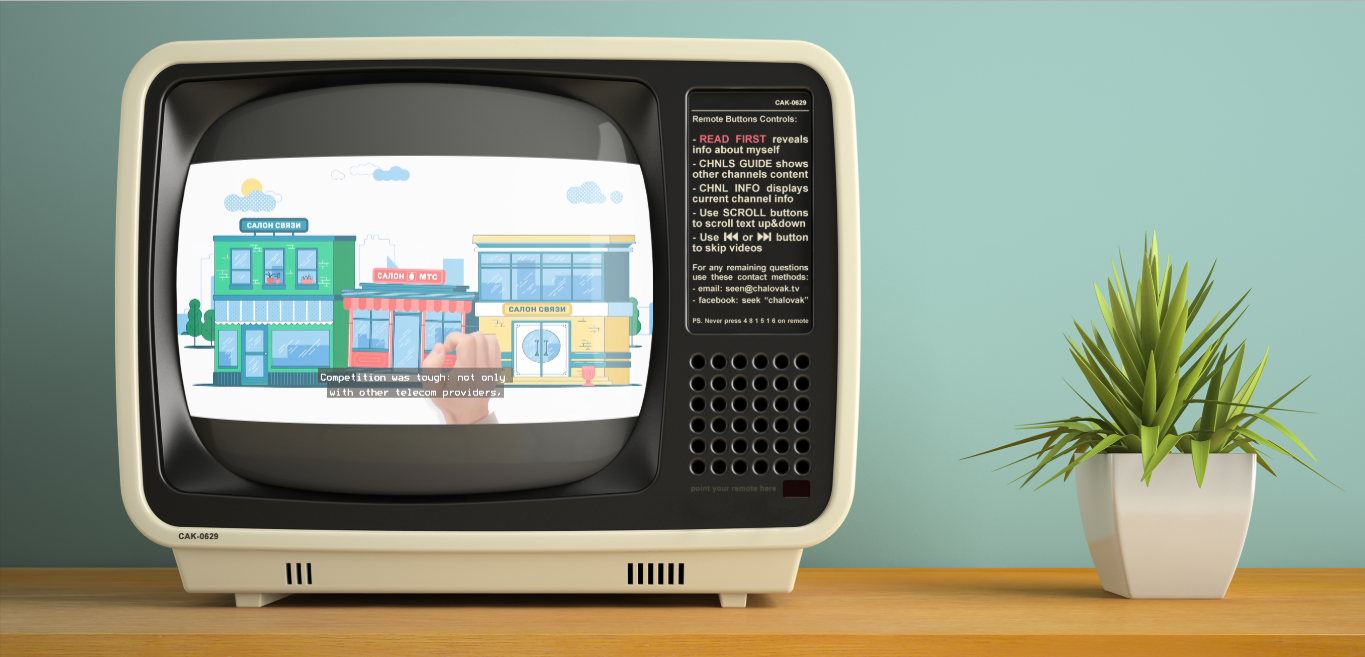 САЛОН СВЯЗИ
САЛОН МТС
САЛОН СВЯЗИ
Competition was tough: not only
with other telecom providers,
CAK-0629
Remote Buttons Controls:
- READ FIRST reveals
info about myself
- CHNLS GUIDE shows
other channels content
- CHNL INFO displays
current channel info
- Use SCROLL buttons
to scroll text up&down
- Use ⏮ or ⏭ button
to skip videos
For any remaining questions
use these contact methods:
- email: seen@chalovak.tv
- facebook: seek “chalovak”
PS. Never press 4 8 1 5 1 6 on remote
point your remote here
CAK-0629